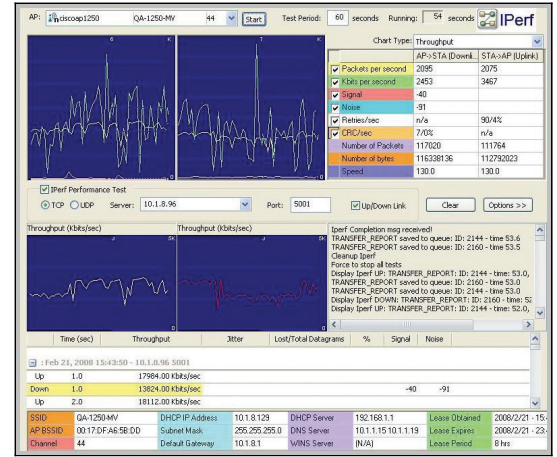 AP: ciscoap1250 QA-1250-MV 44 Start Test Period: 60 seconds Running: 54 seconds IPerf
Chart Type: Throughput
AP->STA (Downli... STA->AP (Uplink)
Packets per second 2095 2075
Kbits per second 2453 3467
Signal -40
Noise -91
Retries/sec n/a 90/4%
CRC/sec 7/0% n/a
Number of Packets 117020 111764
Number of bytes 116338136 112792023
Speed 130.0 130.0
IPerf Performance Test
TCP UDP Server: 10.1.8.96 Port: 5001 Up/Down Link Clear Options >>
Throughput (Kbits/sec) Throughput (Kbits/sec)
5K 5K
0 0
Iperf Completion msg received!
TRANSFER_REPORT saved to queue: ID: 2144 - time 53.6
TRANSFER_REPORT saved to queue: ID: 2160 - time 53.5
Cleanup Iperf
Force to stop all tests
Display Iperf UP: TRANSFER_REPORT: ID: 2144 - time: 53.0,
TRANSFER_REPORT saved to queue: ID: 2144 - time 53.0
TRANSFER_REPORT saved to queue: ID: 2160 - time 53.0
Display Iperf DOWN: TRANSFER_REPORT: ID: 2160 - time: 52
Display Iperf UP: TRANSFER_REPORT: ID: 2144 - time: 52.0,
Time (sec) Throughput Jitter Lost/Total Datagrams % Signal Noise
: Feb 21, 2008 15:43:50 - 10.1.8.96 5001
Up 1.0 17984.00 Kbits/sec
Down 1.0 13824.00 Kbits/sec -40 -91
Up 2.0 18112.00 Kbits/sec
SSID QA-1250-MV DHCP IP Address 10.1.8.129 DHCP Server 192.168.1.1 Lease Obtained 2008/2/21 - 15:
AP BSSID 00:17:DF:A6:5B:DD Subnet Mask 255.255.255.0 DNS Server 10.1.1.15 10.1.1.19 Lease Expires 2008/2/21 - 23:
Channel 44 Default Gateway 10.1.8.1 WINS Server (N/A) Lease Period 8 hrs